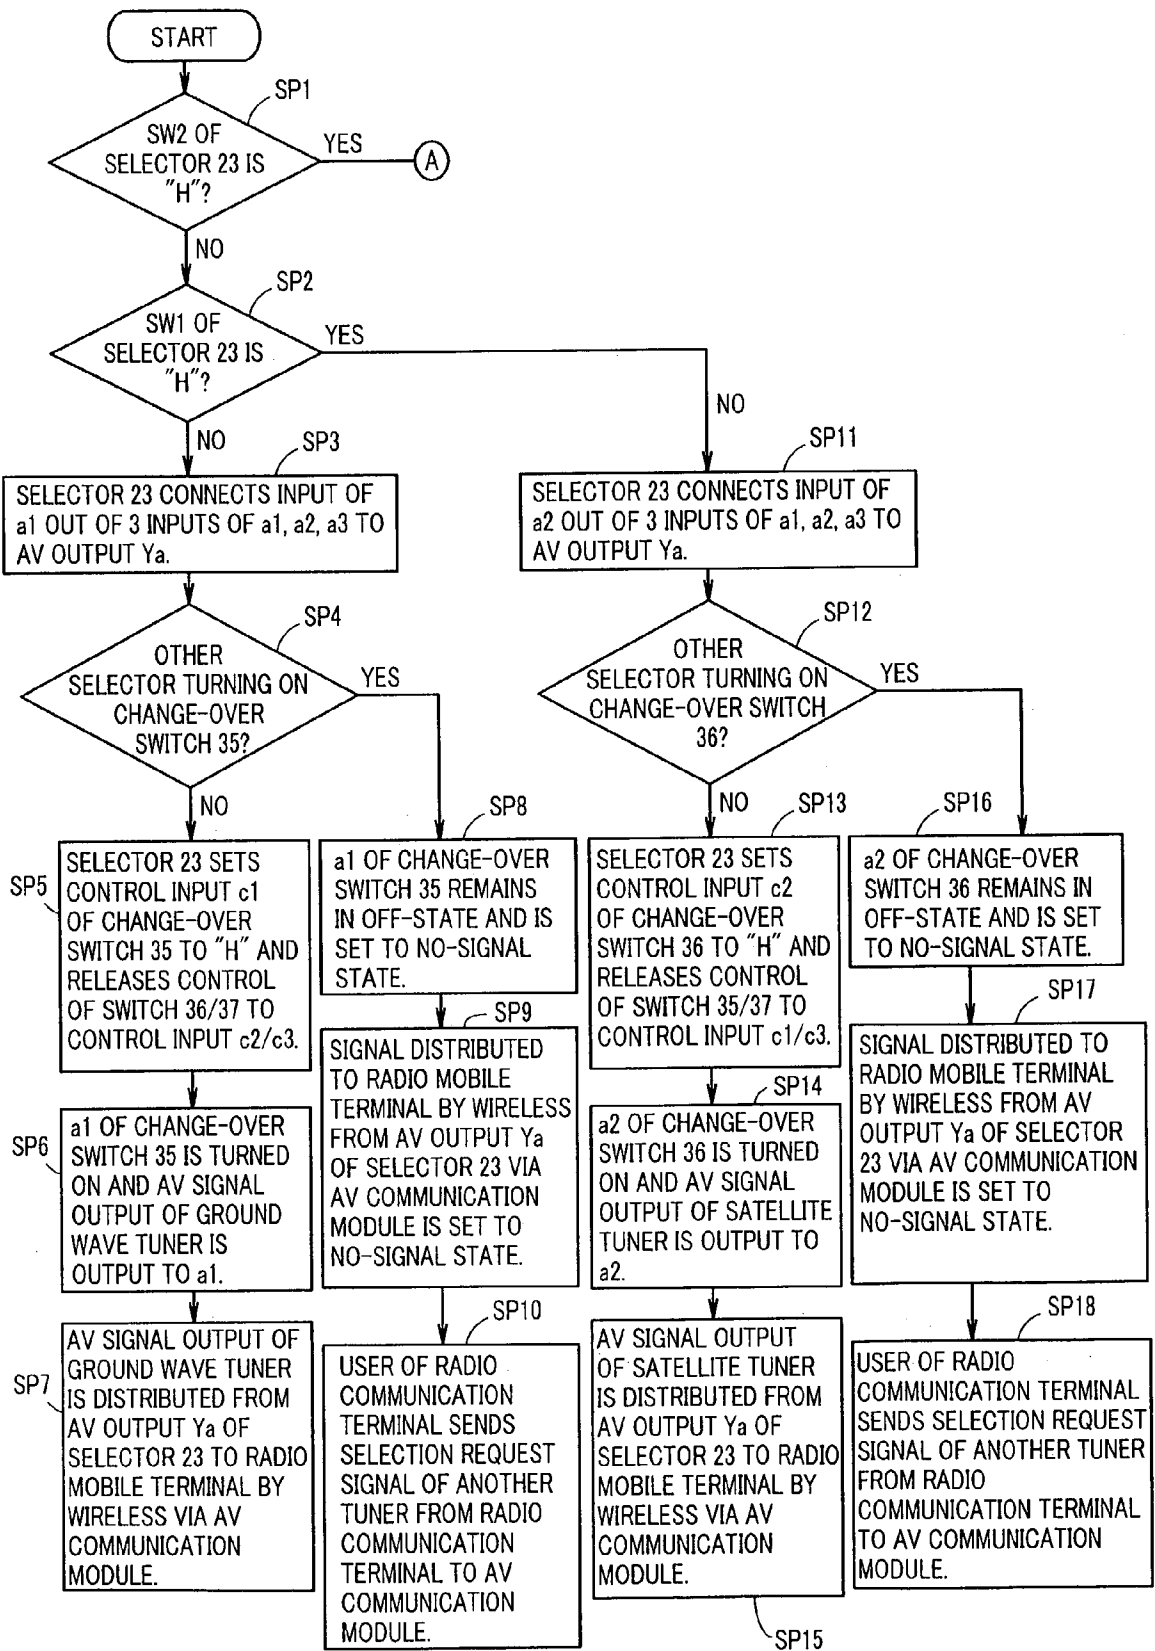 START
SP1
SW2 OF
SELECTOR 23 IS
"H"?
YES
A
NO
SP2
SW1 OF
SELECTOR 23 IS
"H"?
YES
NO
NO
SP3
SELECTOR 23 CONNECTS INPUT OF
a1 OUT OF 3 INPUTS OF a1, a2, a3 TO
AV OUTPUT Ya.
SP11
SELECTOR 23 CONNECTS INPUT OF
a2 OUT OF 3 INPUTS OF a1, a2, a3 TO
AV OUTPUT Ya.
SP4
OTHER
SELECTOR TURNING ON
CHANGE-OVER
SWITCH 35?
YES
NO
SP12
OTHER
SELECTOR TURNING ON
CHANGE-OVER SWITCH
36?
YES
NO
SP5
SELECTOR 23 SETS
CONTROL INPUT c1
OF CHANGE-OVER
SWITCH 35 TO "H" AND
RELEASES CONTROL
OF SWITCH 36/37 TO
CONTROL INPUT c2/c3.
SP8
a1 OF CHANGE-OVER
SWITCH 35 REMAINS
IN OFF-STATE AND IS
SET TO NO-SIGNAL
STATE.
SP13
SELECTOR 23 SETS
CONTROL INPUT c2
OF CHANGE-OVER
SWITCH 36 TO "H" AND
RELEASES CONTROL
OF SWITCH 35/37 TO
CONTROL INPUT c1/c3.
SP16
a2 OF CHANGE-OVER
SWITCH 36 REMAINS IN
OFF-STATE AND IS SET
TO NO-SIGNAL STATE.
SP6
a1 OF CHANGE-OVER
SWITCH 35 IS TURNED
ON AND AV SIGNAL
OUTPUT OF GROUND
WAVE TUNER IS
OUTPUT TO a1.
SP9
SIGNAL DISTRIBUTED
TO RADIO MOBILE
TERMINAL BY WIRELESS
FROM AV OUTPUT Ya
OF SELECTOR 23 VIA
AV COMMUNICATION
MODULE IS SET TO
NO-SIGNAL STATE.
SP14
a2 OF CHANGE-OVER
SWITCH 36 IS TURNED
ON AND AV SIGNAL
OUTPUT OF SATELLITE
TUNER IS OUTPUT TO
a2.
SP17
SIGNAL DISTRIBUTED TO
RADIO MOBILE TERMINAL
BY WIRELESS FROM AV
OUTPUT Ya OF SELECTOR
23 VIA AV COMMUNICATION
MODULE IS SET TO
NO-SIGNAL STATE.
SP7
AV SIGNAL OUTPUT OF
GROUND WAVE TUNER
IS DISTRIBUTED FROM
AV OUTPUT Ya OF
SELECTOR 23 TO RADIO
MOBILE TERMINAL BY
WIRELESS VIA AV
COMMUNICATION
MODULE.
SP10
USER OF RADIO
COMMUNICATION
TERMINAL SENDS
SELECTION REQUEST
SIGNAL OF ANOTHER
TUNER FROM RADIO
COMMUNICATION
TERMINAL TO AV
COMMUNICATION
MODULE.
AV SIGNAL OUTPUT
OF SATELLITE TUNER
IS DISTRIBUTED FROM
AV OUTPUT Ya OF
SELECTOR 23 TO RADIO
MOBILE TERMINAL BY
WIRELESS VIA AV
COMMUNICATION
MODULE.
SP15
SP18
USER OF RADIO
COMMUNICATION TERMINAL
SENDS SELECTION REQUEST
SIGNAL OF ANOTHER TUNER
FROM RADIO
COMMUNICATION TERMINAL
TO AV COMMUNICATION
MODULE.